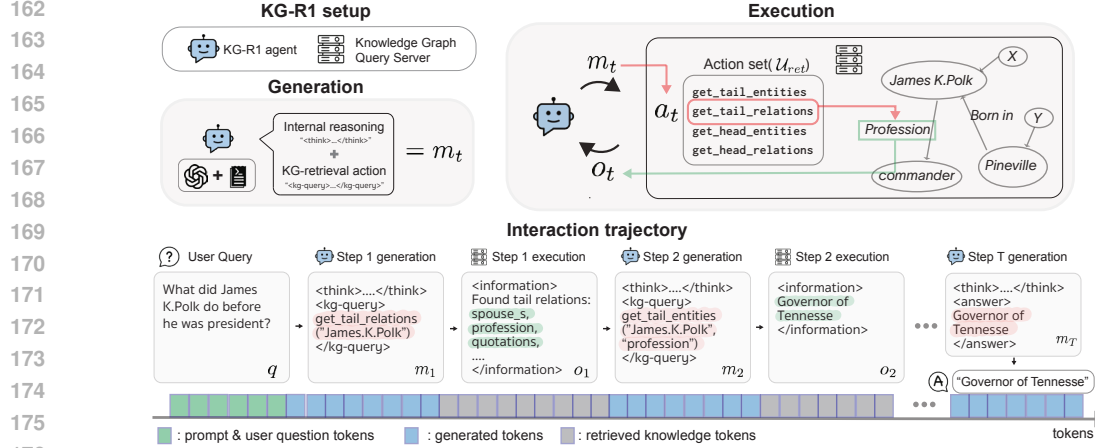 162
163
164
165
166
167
168
169
170
171
172
173
174
175
KG-R1 setup
KG-R1 agent
Knowledge Graph
Query Server
Generation
Internal reasoning
"<think>...</think>"
+
KG-retrieval action
"<kg-query>...</kg-query>"
+
= m_t
Execution
m_t
a_t
o_t
Action set( U_ret)
get_tail_entities
get_tail_relations
get_head_entities
get_head_relations
James K.Polk
X
Born in
Y
Profession
Pineville
commander
Interaction trajectory
? User Query
What did James
K.Polk do before
he was president?
q
Step 1 generation
<think>....</think>
<kg-query>
get_tail_relations
("James.K.Polk")
</kg-query>
m_1
Step 1 execution
<information>
Found tail relations:
spouse_s,
profession,
quotations,
....
</information>
o_1
Step 2 generation
<think>....</think>
<kg-query>
get_tail_entities
("James.K.Polk",
"profession")
</kg-query>
m_2
Step 2 execution
<information>
Governor of
Tennesse
</information>
o_2
...
Step T generation
<think>....</think>
<answer>
Governor of
Tennesse
</answer>
m_T
A "Governor of Tennesse"
...
tokens
: prompt & user question tokens
: generated tokens
: retrieved knowledge tokens